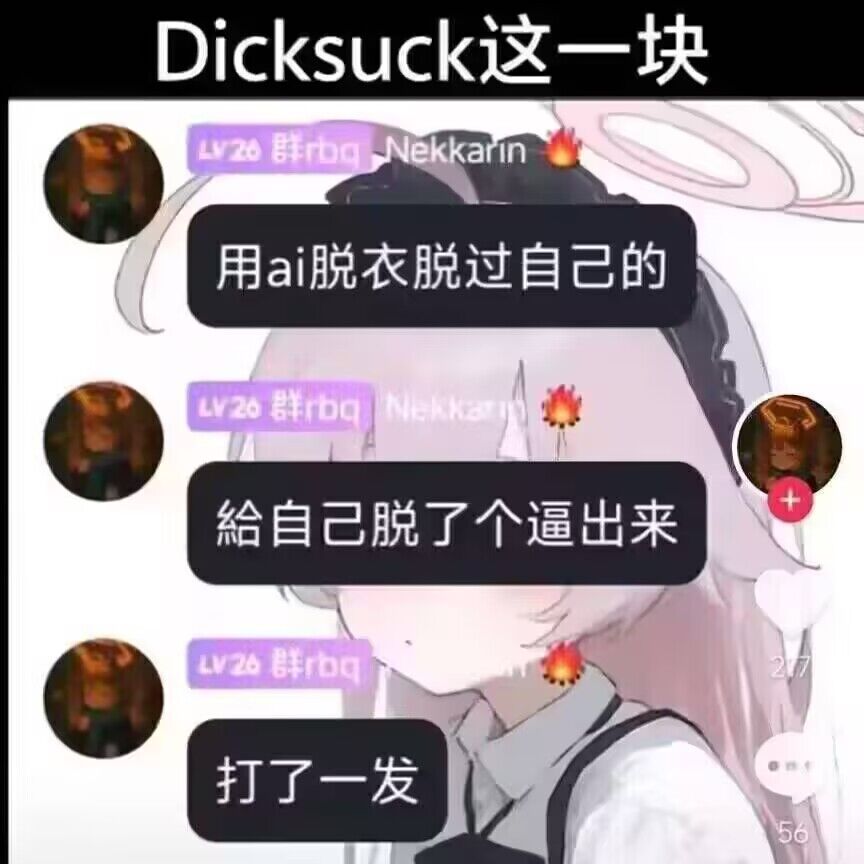 Dicksuck这一块
LV26 群rbq Nekkarin 🔥
用ai脱衣脱过自己的
LV26 群rbq Nekkarin 🔥
給自己脱了个逼出来
LV26 群rbq 🔥
打了一发
217
56